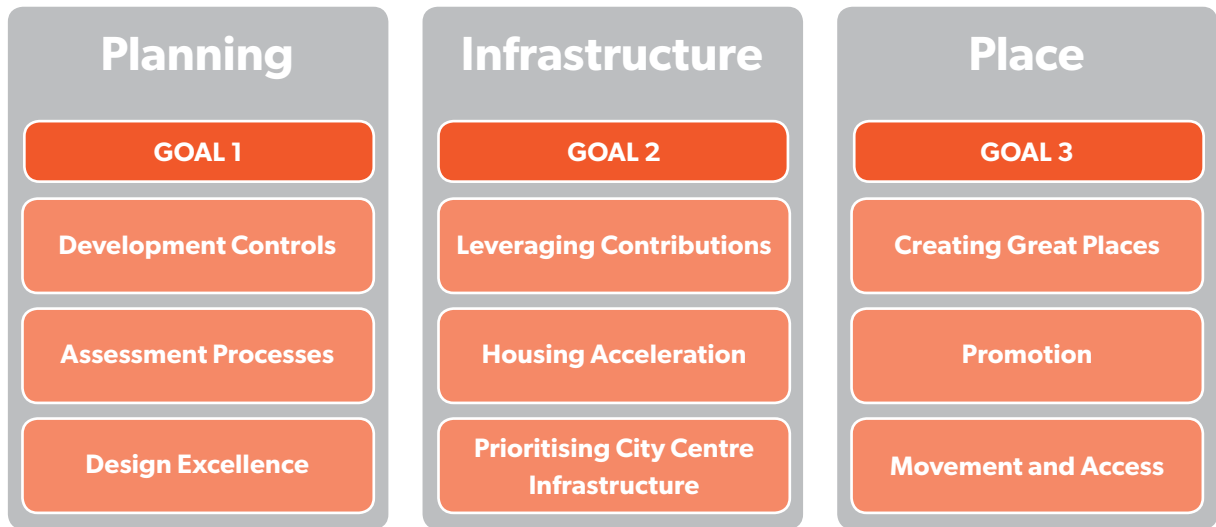 Planning
GOAL 1
Development Controls
Assessment Processes
Design Excellence
Infrastructure
GOAL 2
Leveraging Contributions
Housing Acceleration
Prioritising City Centre
Infrastructure
Place
GOAL 3
Creating Great Places
Promotion
Movement and Access